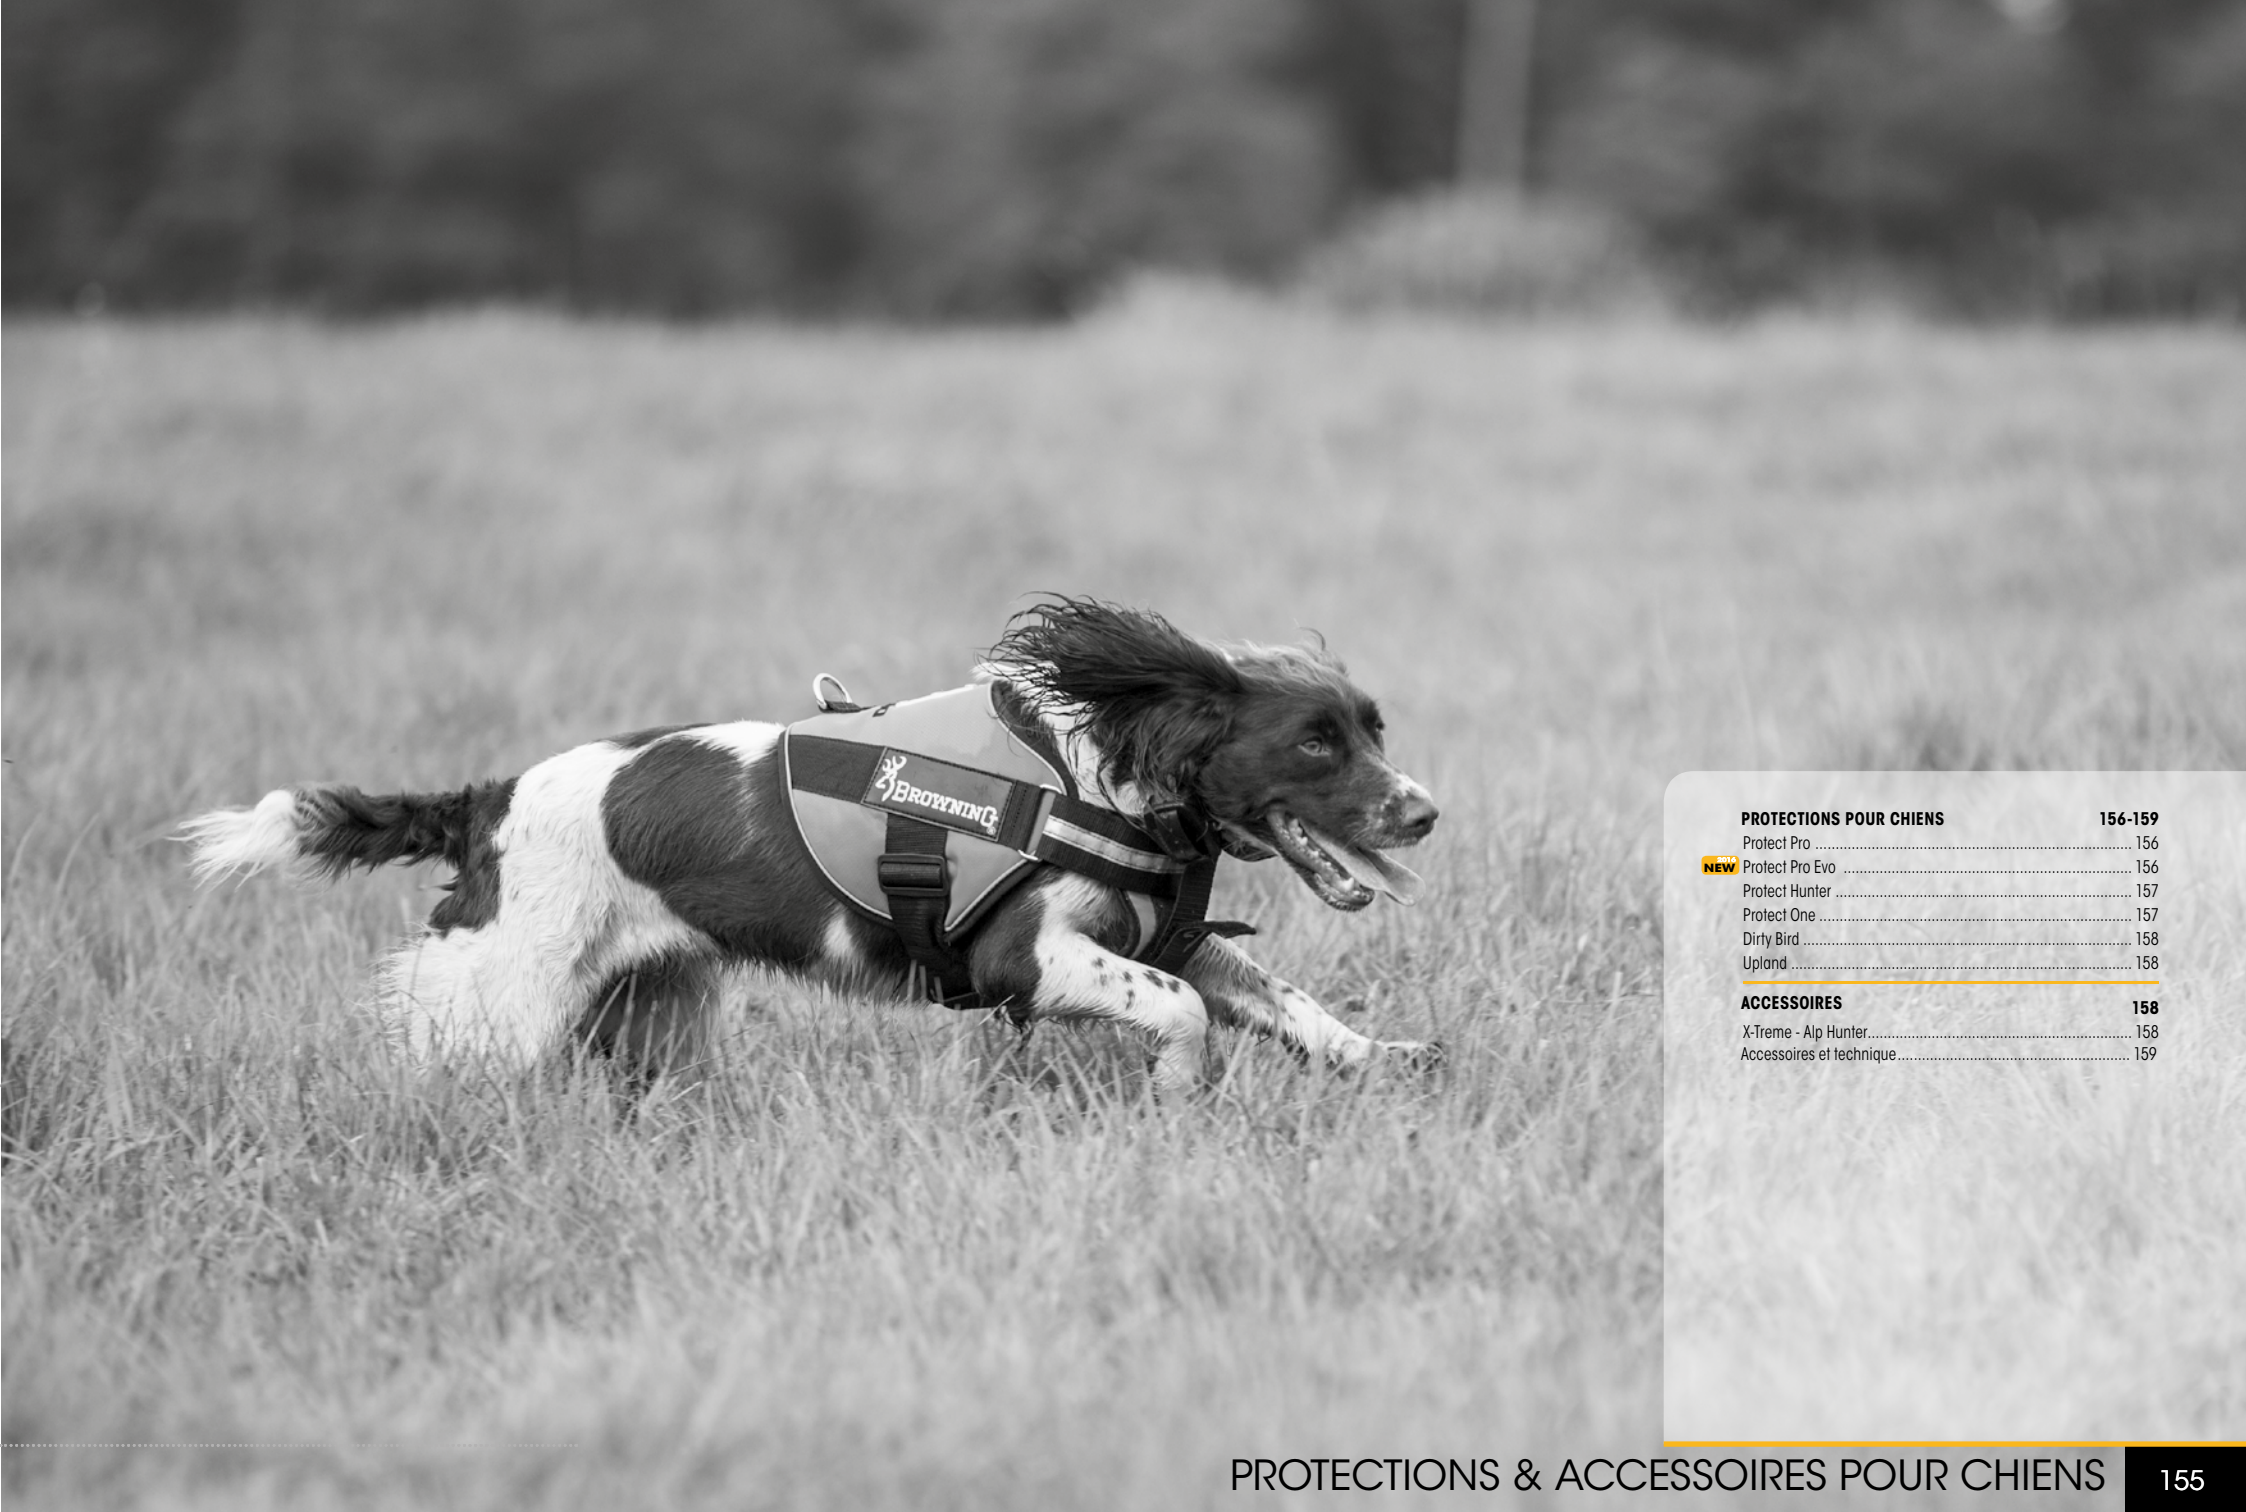 BROWNING
PROTECTIONS POUR CHIENS 156-159
Protect Pro ................................................................................ 156
2016
NEW
Protect Pro Evo ......................................................................... 156
Protect Hunter ........................................................................... 157
Protect One ............................................................................... 157
Dirty Bird ................................................................................... 158
Upland ...................................................................................... 158
ACCESSOIRES 158
X-Treme - Alp Hunter.................................................................. 158
Accessoires et technique.......................................................... 159
PROTECTIONS & ACCESSOIRES POUR CHIENS 155